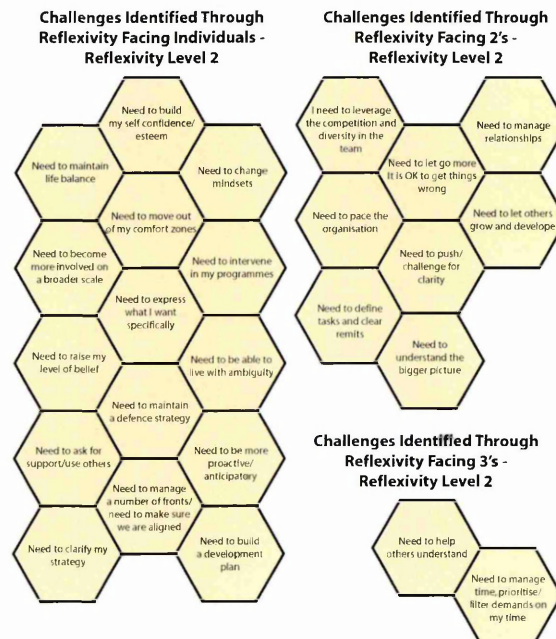 Challenges Identified Through
Reflexivity Facing Individuals -
Reflexivity Level 2
Need to build
my self confidence/
esteem
Need to maintain
life balance
Need to change
mindsets
Need to move out
of my comfort zones
Need to become
more involved on
a broader scale
Need to intervene
in my programmes
Need to express
what I want
specifically
Need to raise my
level of belief
Need to be able to
live with ambiguity
Need to maintain
a defence strategy
Need to ask for
support/use others
Need to be more
proactive/
anticipatory
Need to manage
a number of fronts/
need to make sure
we are aligned
Need to clarify my
strategy
Need to build
a development
plan
Challenges Identified Through
Reflexivity Facing 2's -
Reflexivity Level 2
I need to leverage
the competition and
diversity in the
team
Need to manage
relationships
Need to let go more
It is OK to get things
wrong
Need to pace the
organisation
Need to let others
grow and develope
Need to push/
challenge for
clarity
Need to define
tasks and clear
remits
Need to
understand the
bigger picture
Challenges Identified Through
Reflexivity Facing 3's -
Reflexivity Level 2
Need to help
others understand
Need to manage
time, prioritise/
filter demands on
my time